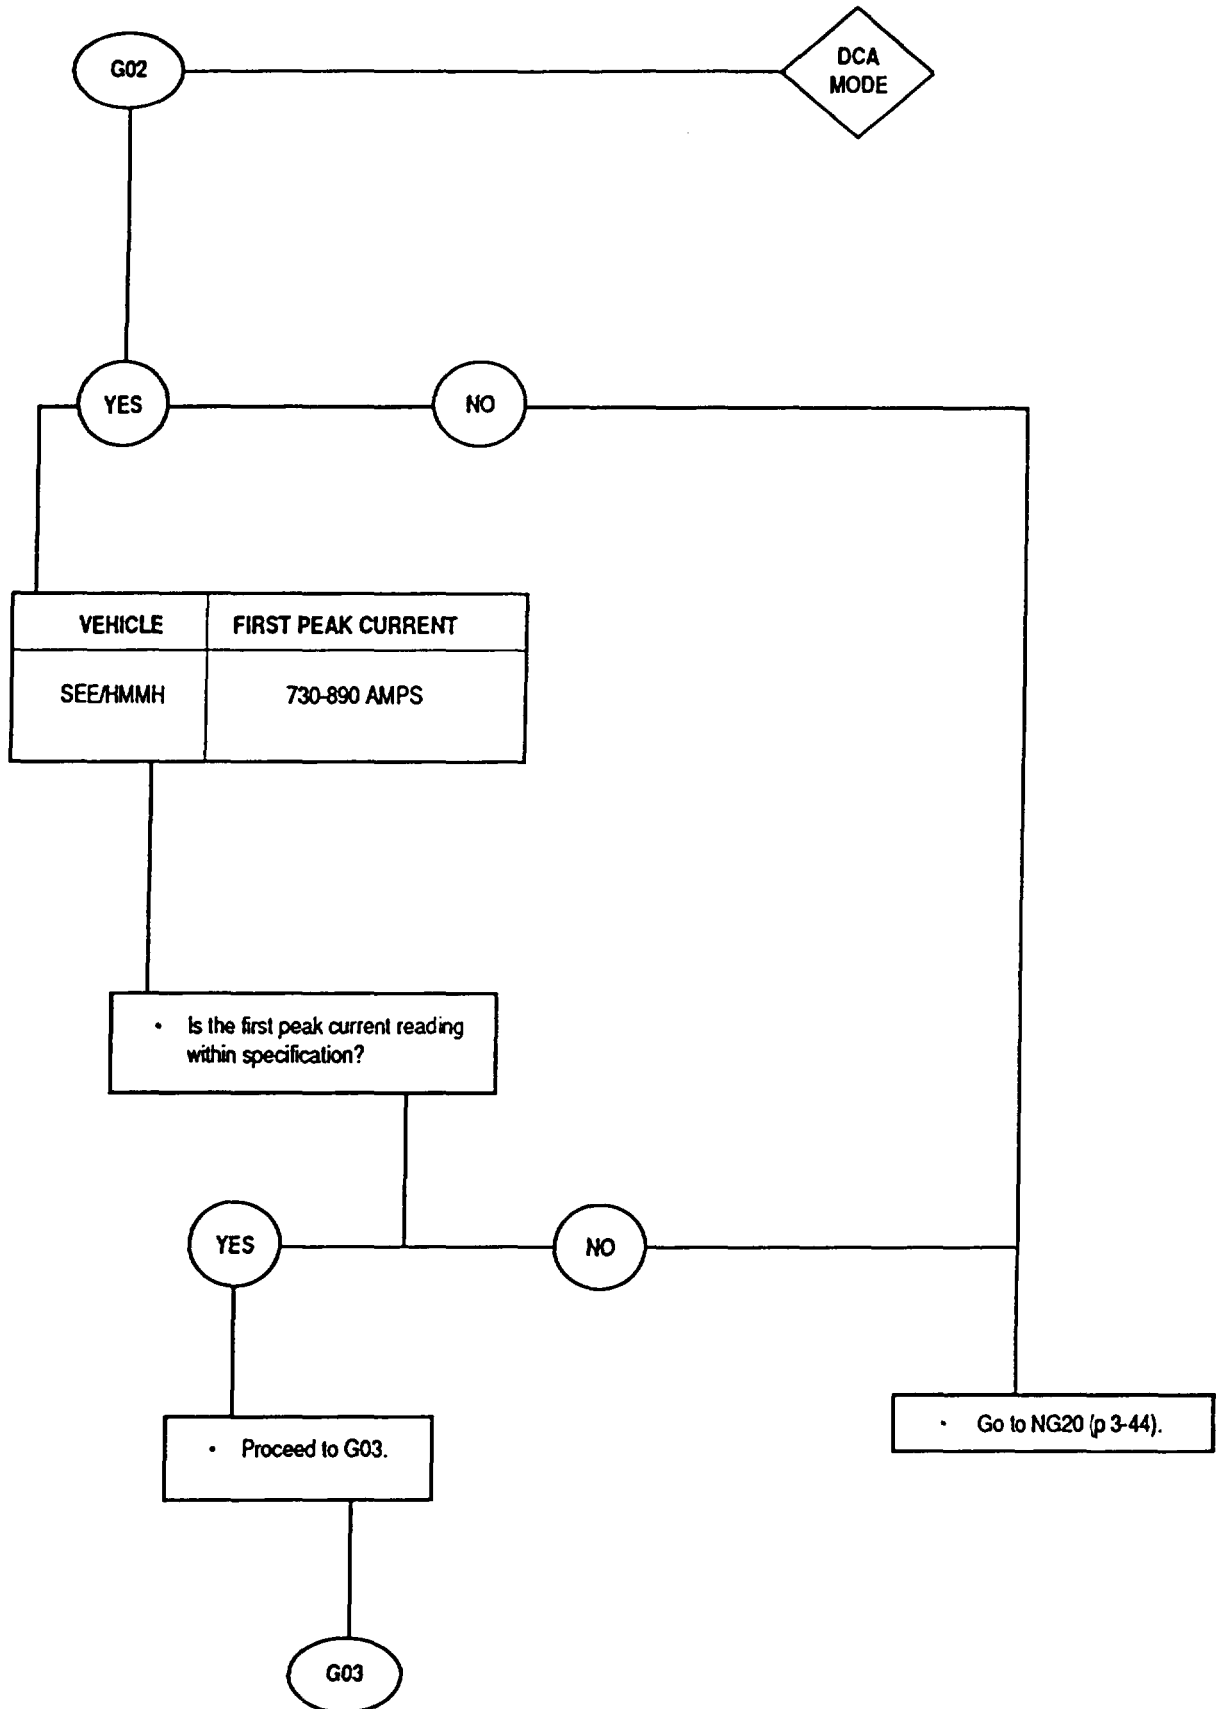 G02
DCA
MODE
YES
NO
VEHICLE FIRST PEAK CURRENT
SEE/HMMH 730-890 AMPS
• Is the first peak current reading
within specification?
YES
NO
• Proceed to G03.
• Go to NG20 (p 3-44).
G03